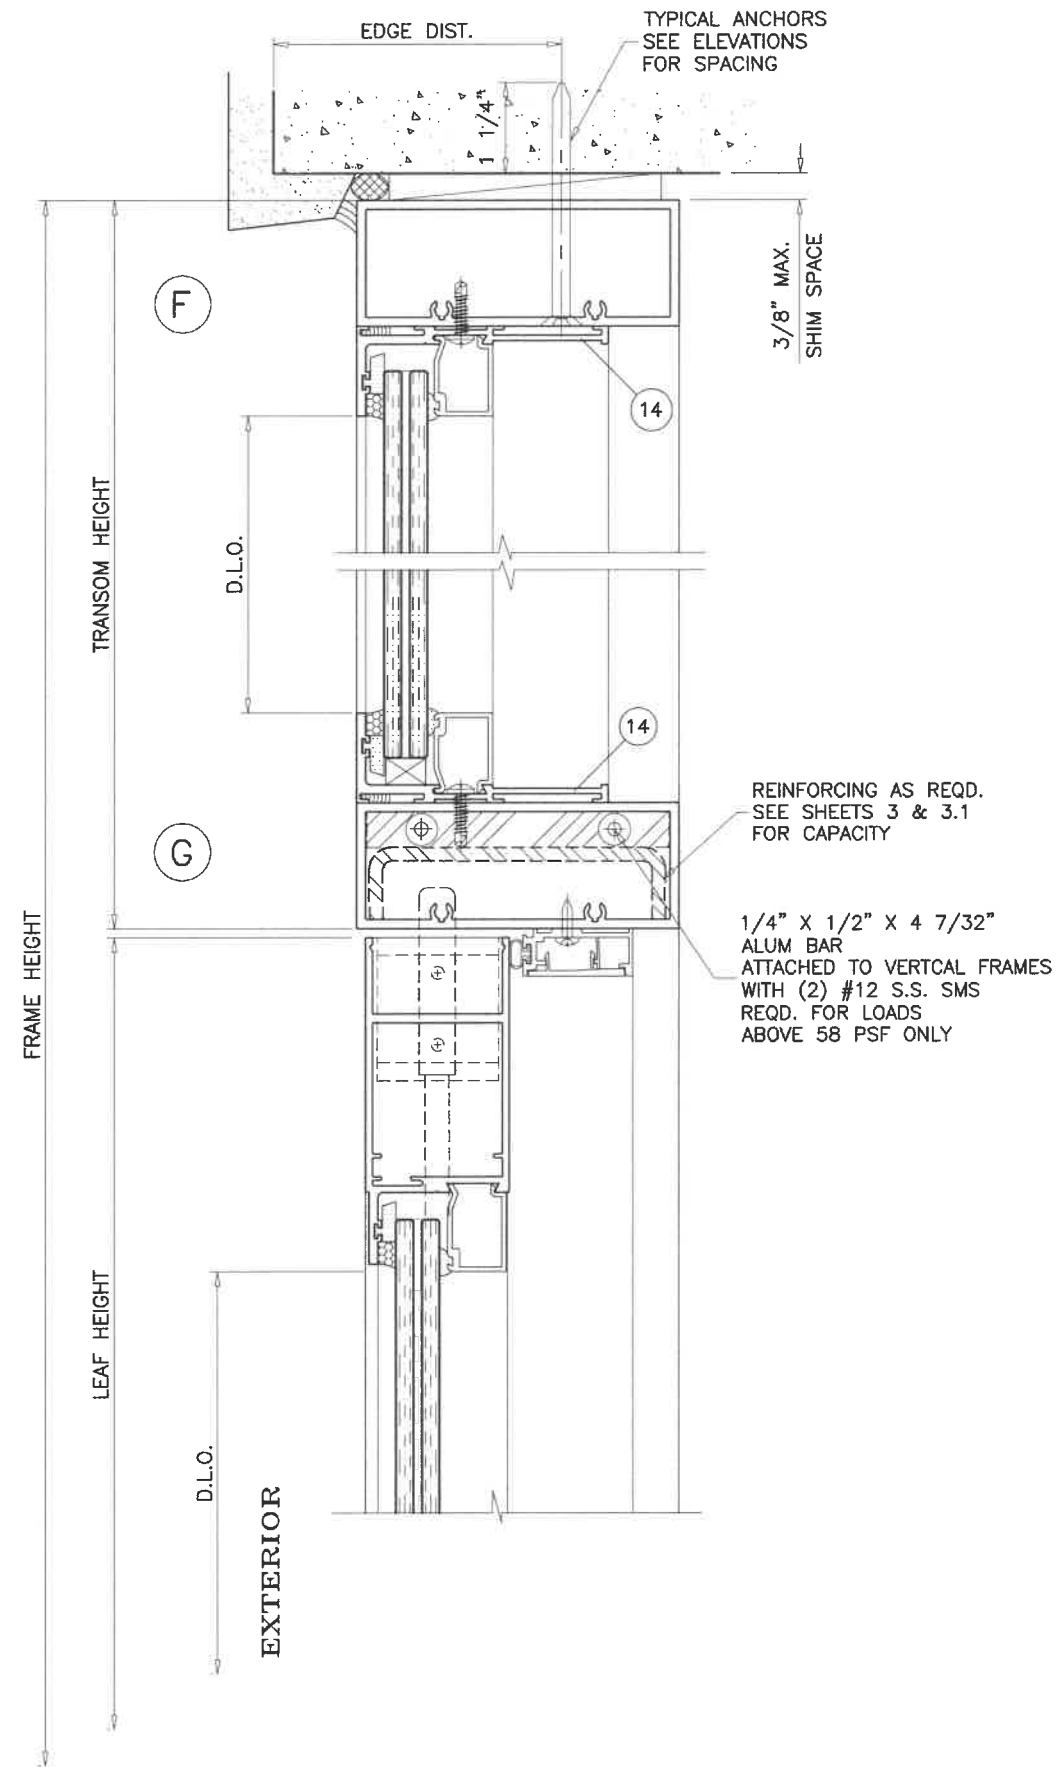 EDGE DIST.
TYPICAL ANCHORS
SEE ELEVATIONS
FOR SPACING
1 1/4"
3/8" MAX.
SHIM SPACE
F
14
TRANSOM HEIGHT
D.L.O.
14
REINFORCING AS REQD.
SEE SHEETS 3 & 3.1
FOR CAPACITY
G
1/4" X 1/2" X 4 7/32"
ALUM BAR
ATTACHED TO VERTCAL FRAMES
WITH (2) #12 S.S. SMS
REQD. FOR LOADS
ABOVE 58 PSF ONLY
FRAME HEIGHT
LEAF HEIGHT
D.L.O.
EXTERIOR